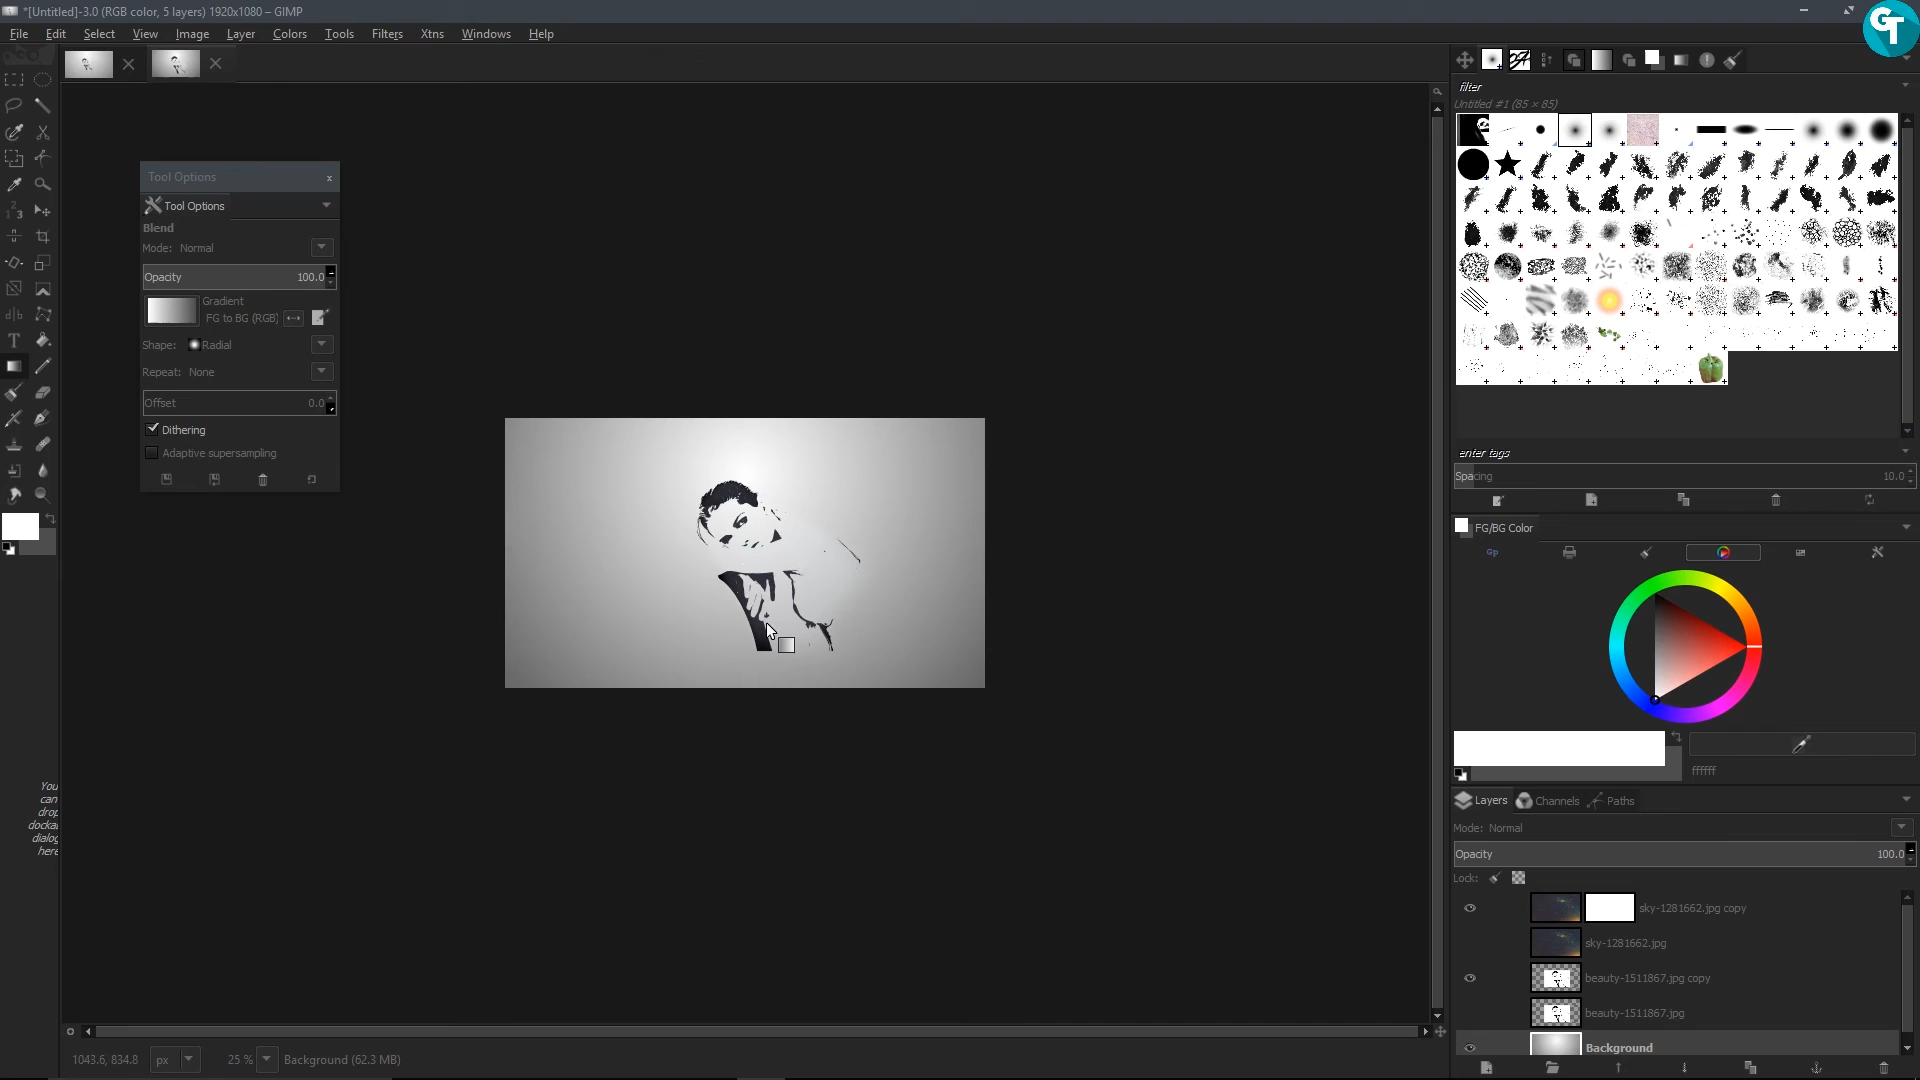 *[Untitled]-3.0 (RGB color, 5 layers) 1920x1080 – GIMP
GT
File Edit Select View Image Layer Colors Tools Filters Xtns Windows Help
filter
Untitled #1 (85 × 85)
Tool Options
Tool Options
Blend
Mode: Normal
Opacity 100.0
Gradient
FG to BG (RGB)
Shape: Radial
Repeat: None
Offset 0.0
Dithering
Adaptive supersampling
enter tags
Spacing 10.0
FG/BG Color
Gp
ffffff
You
can
drop
dockal
dialog
here
Layers Channels Paths
Mode: Normal
Opacity 100.0
Lock:
sky-1281662.jpg copy
sky-1281662.jpg
beauty-1511867.jpg copy
beauty-1511867.jpg
Background
1043.6, 834.8 px 25 % Background (62.3 MB)